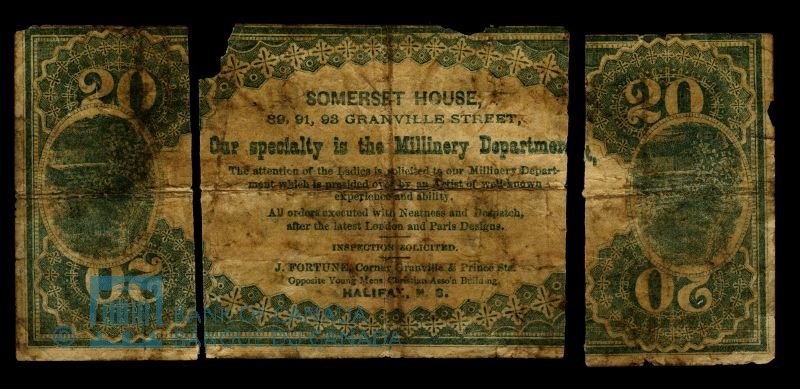 20
20
SOMERSET HOUSE,
89, 91, 93 GRANVILLE STREET,
Our specialty is the Millinery Department,
The attention of the Ladies is solicited to our Millinery Depart-
ment which is presided over by an Artist of well-known
experience and ability.
All orders executed with Neatness and Despatch,
after the latest London and Paris Designs.
INSPECTION SOLICITED.
J. FORTUNE, Corner Granville & Prince Sts.
Opposite Young Mens Christian Asso'n Building,
HALIFAX, N. S.
20
20
© BANK OF CANADA
BANQUE DU CANADA